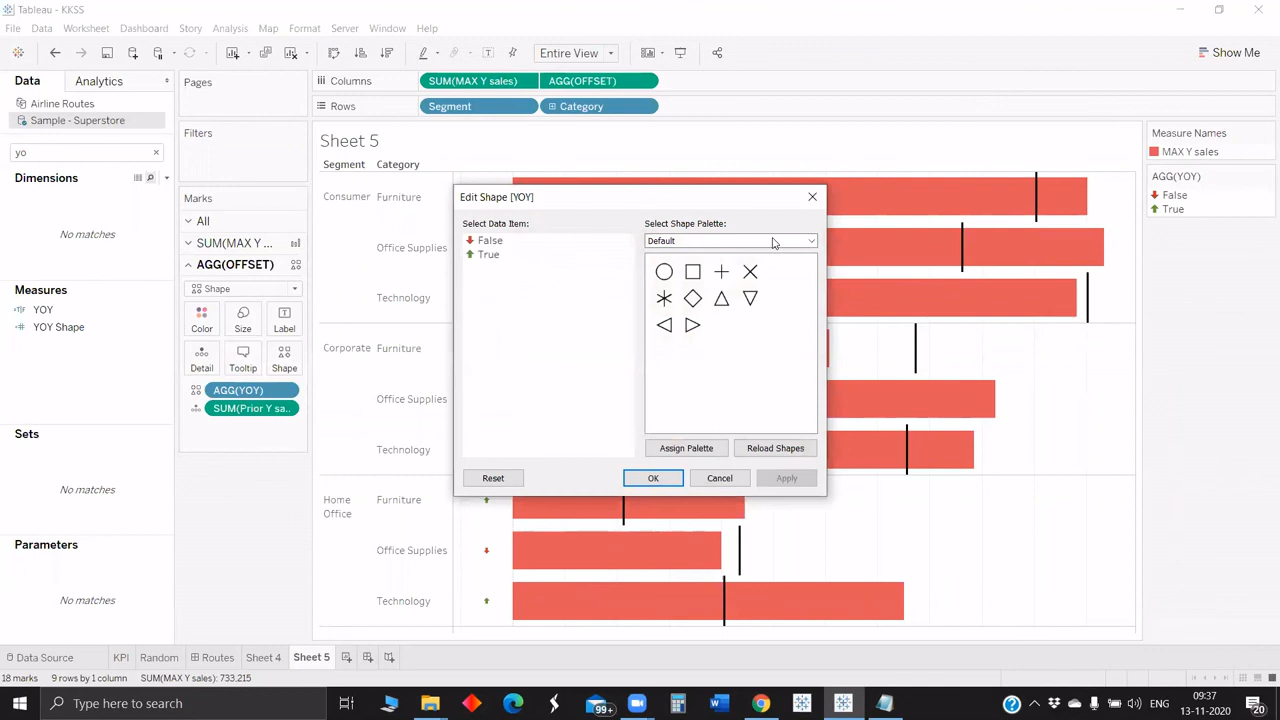 Tableau - KKSS
File Data Worksheet Dashboard Story Analysis Map Format Server Window Help
Entire View
Show Me
Data Analytics
Airline Routes
Sample - Superstore
yo
Dimensions
No matches
Measures
YOY
YOY Shape
Sets
No matches
Parameters
No matches
Pages
Filters
Marks
All
SUM(MAX Y ...
AGG(OFFSET)
Shape
Color Size Label
Detail Tooltip Shape
AGG(YOY)
SUM(Prior Y sa..
Columns SUM(MAX Y sales) AGG(OFFSET)
Rows Segment Category
Sheet 5
Segment Category
Consumer Furniture
Office Supplies
Technology
Corporate Furniture
Office Supplies
Technology
Home Office Furniture
Office Supplies
Technology
Edit Shape [YOY]
Select Data Item:
False
True
Select Shape Palette:
Default
Assign Palette Reload Shapes
Reset OK Cancel Apply
Measure Names
MAX Y sales
AGG(YOY)
False
True
Data Source KPI Random Routes Sheet 4 Sheet 5
18 marks 9 rows by 1 column SUM(MAX Y sales): 733.215
Type here to search
99+
ENG
09:37
13-11-2020
20